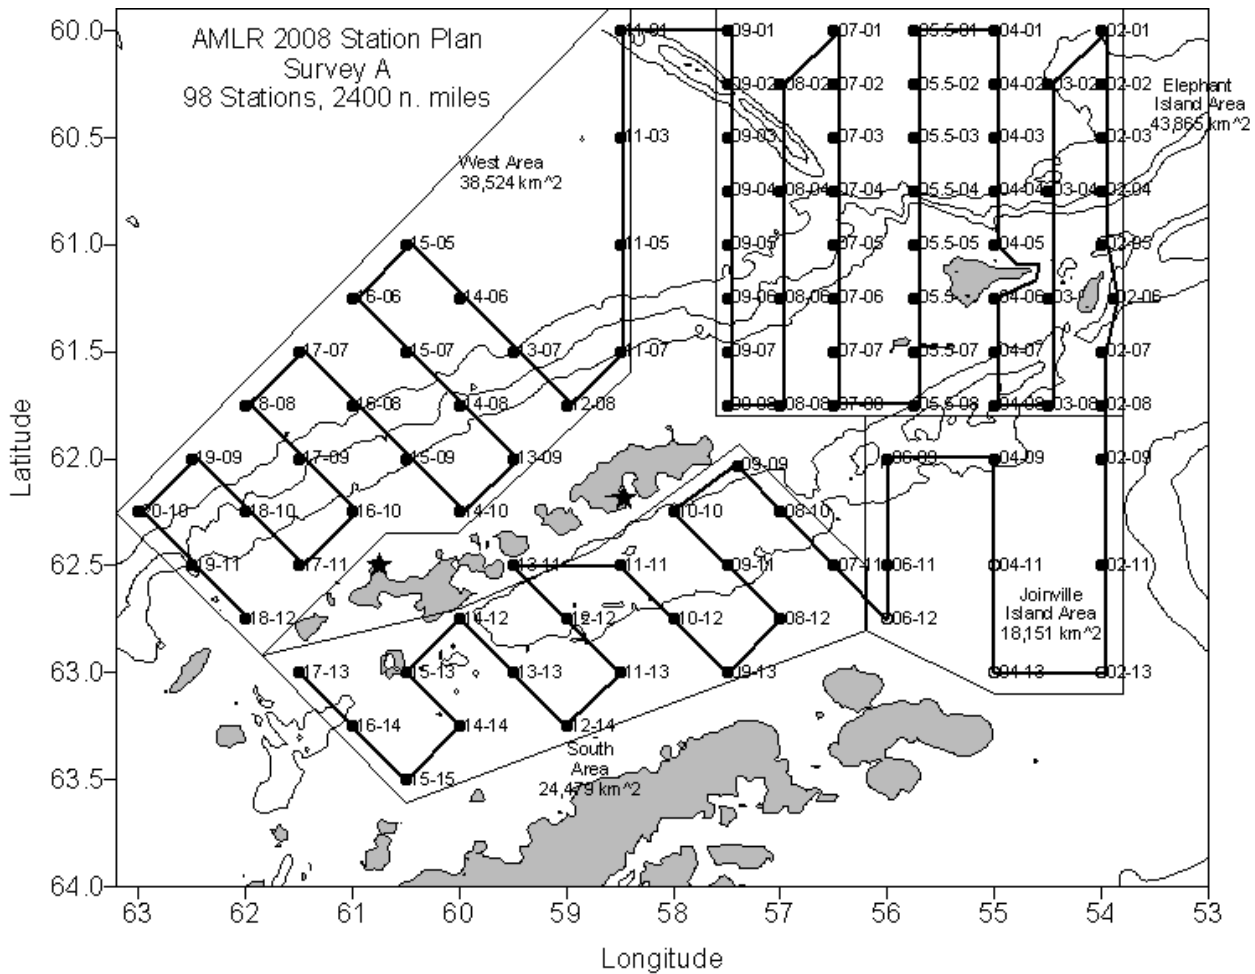 AMLR 2008 Station Plan
Survey A
98 Stations, 2400 n. miles
60.0
60.5
61.0
61.5
62.0
62.5
63.0
63.5
64.0
Latitude
11-01 09-01 07-01 05.5-01 04-01 02-01
09-02 08-02 07-02 05.5-02 04-02 03-02 02-02
Elephant
Island Area
43,865 km^2
11-03 09-03 07-03 05.5-03 04-03 02-03
West Area
38,524 km^2
09-04 08-04 07-04 05.5-04 04-04 03-04 02-04
15-05 11-05 09-05 07-05 05.5-05 04-05 02-05
16-06 14-06 09-06 08-06 07-06 04-06 02-06
17-07 15-07 13-07 11-07 09-07 07-07 05.5-07 04-07 02-07
18-08 16-08 14-08 12-08 09-08 08-08 07-08 05.5-08 04-08 03-08 02-08
19-09 17-09 15-09 13-09 09-09 06-09 04-09 02-09
20-10 18-10 16-10 14-10 10-10 08-10
19-11 17-11 13-11 11-11 09-11 07-11 06-11 04-11 02-11
Joinville
Island Area
18,151 km^2
18-12 14-12 12-12 10-12 08-12 06-12
17-13 15-13 13-13 11-13 09-13 04-13 02-13
16-14 14-14 12-14
South
Area
24,479 km^2
15-15
63 62 61 60 59 58 57 56 55 54 53
Longitude